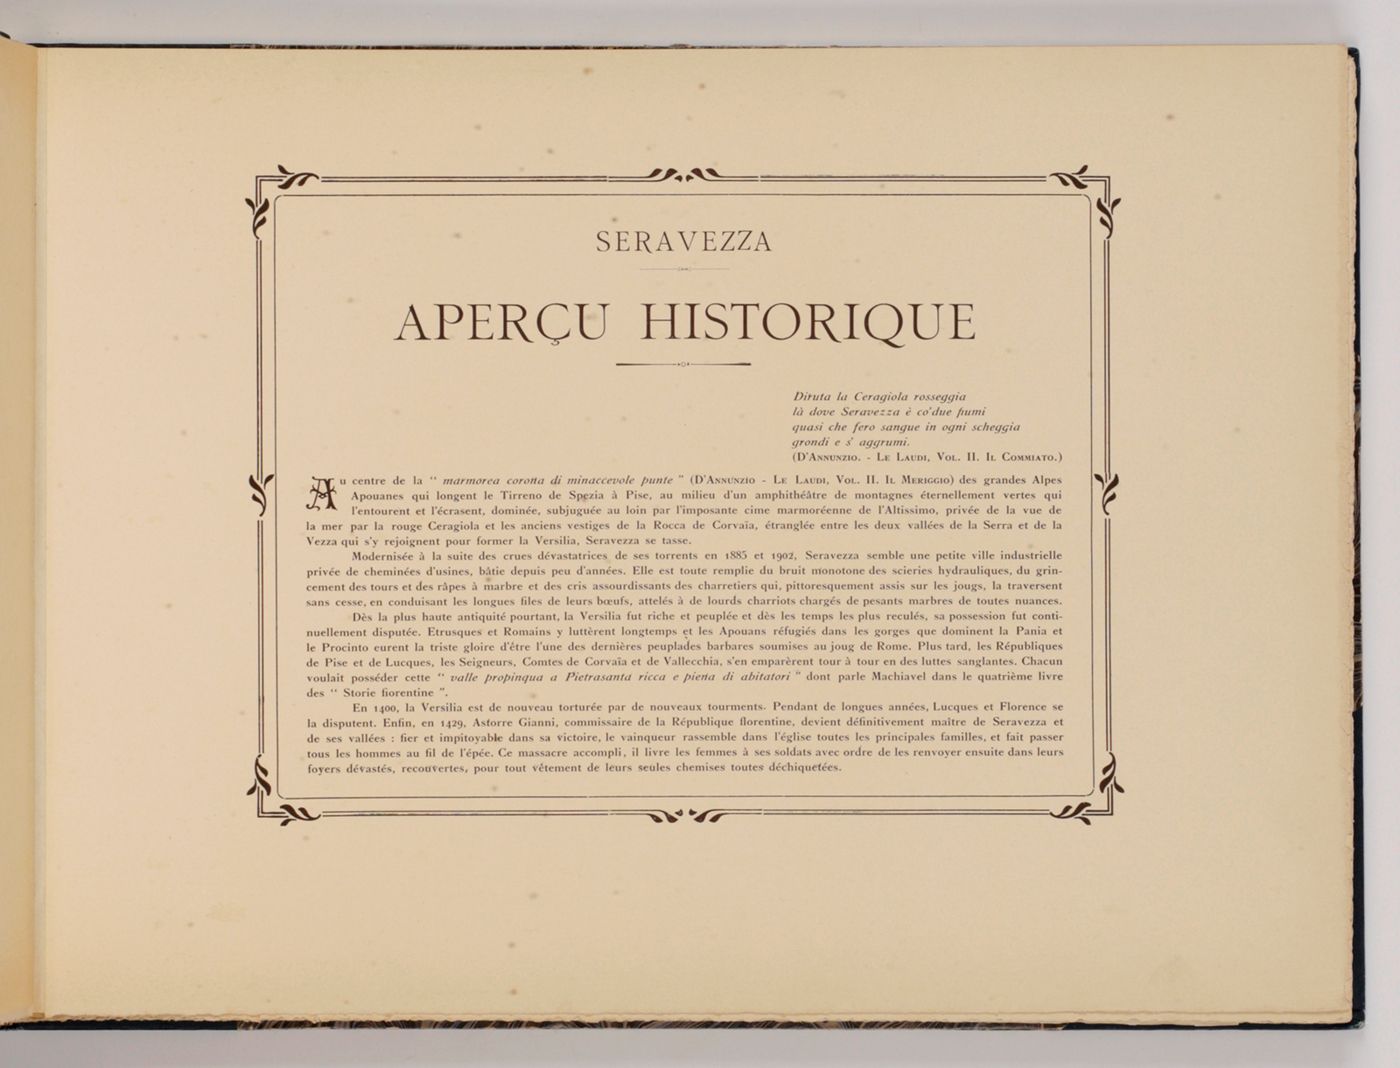 SERAVEZZA
APERÇU HISTORIQUE
Diruta la Ceragiola rosseggia
là dove Seravezza è co'due fiumi
quasi che fero sangue in ogni scheggia
grondi e s' aggrumi.
(D'ANNUNZIO. - LE LAUDI, VOL. II. IL COMMIATO.)
Au centre de la “ marmorea corona di minaccevole punte ” (D'ANNUNZIO - LE LAUDI, VOL. II. IL MERIGGIO) des grandes Alpes
Apouanes qui longent le Tirreno de Spezia à Pise, au milieu d'un amphithéâtre de montagnes éternellement vertes qui
l'entourent et l'écrasent, dominée, subjuguée au loin par l'imposante cime marmoréenne de l'Altissimo, privée de la vue de
la mer par la rouge Ceragiola et les anciens vestiges de la Rocca de Corvaïa, étranglée entre les deux vallées de la Serra et de la
Vezza qui s'y rejoignent pour former la Versilia, Seravezza se tasse.
Modernisée à la suite des crues dévastatrices de ses torrents en 1885 et 1902, Seravezza semble une petite ville industrielle
privée de cheminées d'usines, bâtie depuis peu d'années. Elle est toute remplie du bruit monotone des scieries hydrauliques, du grin-
cement des tours et des râpes à marbre et des cris assourdissants des charretiers qui, pittoresquement assis sur les jougs, la traversent
sans cesse, en conduisant les longues files de leurs bœufs, attelés à de lourds charriots chargés de pesants marbres de toutes nuances.
Dès la plus haute antiquité pourtant, la Versilia fut riche et peuplée et dès les temps les plus reculés, sa possession fut conti-
nuellement disputée. Etrusques et Romains y luttèrent longtemps et les Apouans réfugiés dans les gorges que dominent la Pania et
le Procinto eurent la triste gloire d'être l'une des dernières peuplades barbares soumises au joug de Rome. Plus tard, les Républiques
de Pise et de Lucques, les Seigneurs, Comtes de Corvaïa et de Vallecchia, s'en emparèrent tour à tour en des luttes sanglantes. Chacun
voulait posséder cette “ valle propinqua a Pietrasanta ricca e piena di abitatori ” dont parle Machiavel dans le quatrième livre
des “ Storie fiorentine ”.
En 1400, la Versilia est de nouveau torturée par de nouveaux tourments. Pendant de longues années, Lucques et Florence se
la disputent. Enfin, en 1429, Astorre Gianni, commissaire de la République florentine, devient définitivement maître de Seravezza et
de ses vallées : fier et impitoyable dans sa victoire, le vainqueur rassemble dans l'église toutes les principales familles, et fait passer
tous les hommes au fil de l'épée. Ce massacre accompli, il livre les femmes à ses soldats avec ordre de les renvoyer ensuite dans leurs
foyers dévastés, recouvertes, pour tout vêtement de leurs seules chemises toutes déchiquetées.